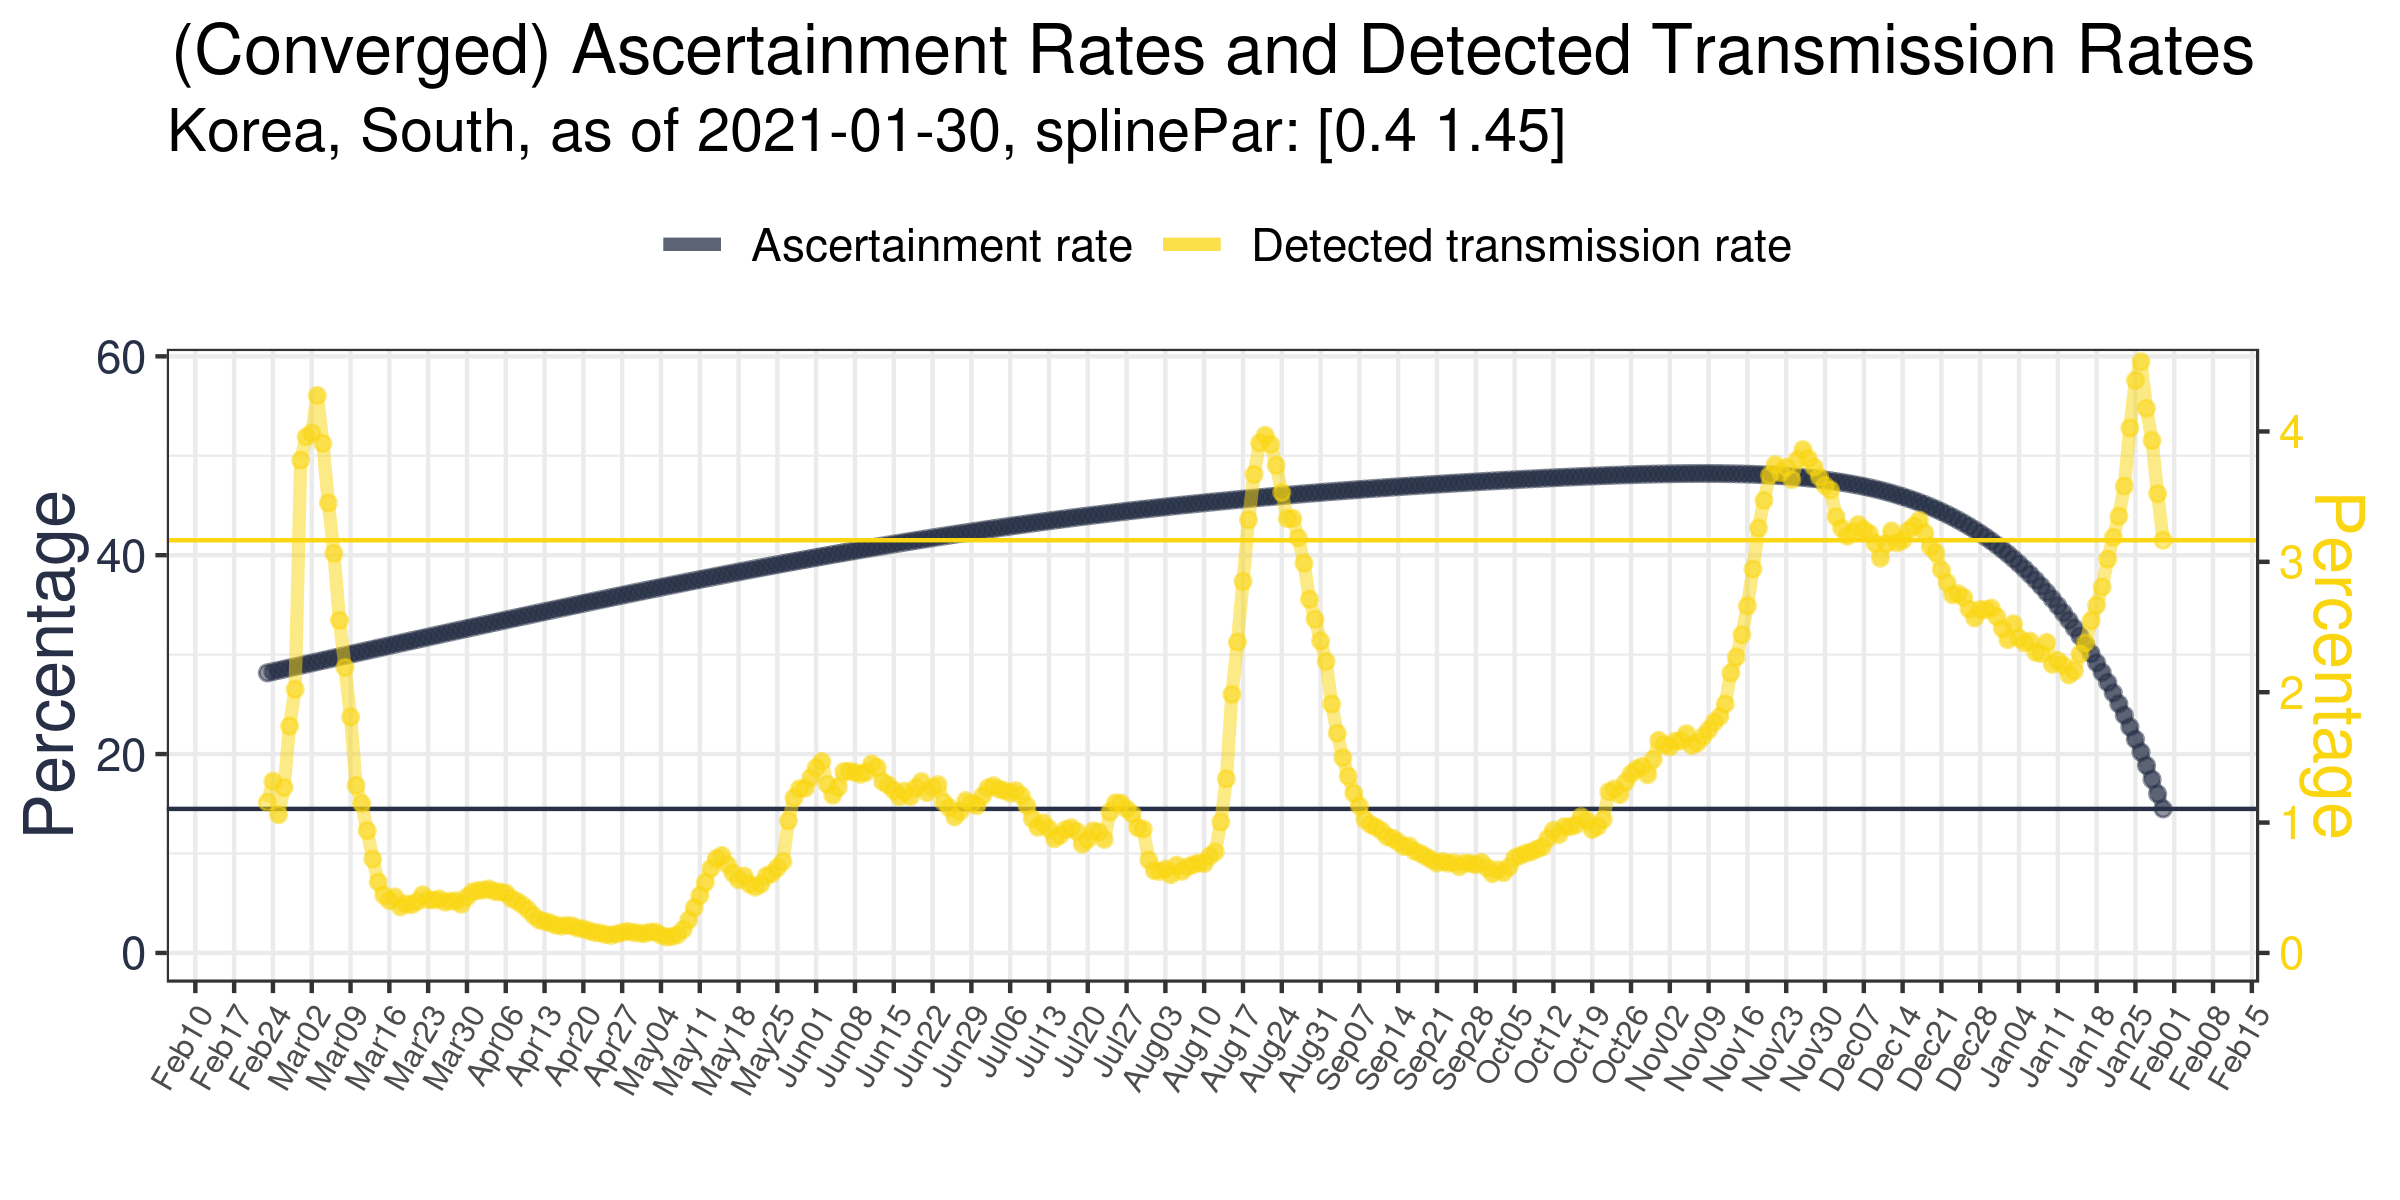 (Converged) Ascertainment Rates and Detected Transmission Rates
Korea, South, as of 2021-01-30, splinePar: [0.4 1.45]
Ascertainment rate Detected transmission rate
Percentage
60
40
20
0
4
3
2
1
0
Percentage
Feb10 Feb17 Feb24 Mar02 Mar09 Mar16 Mar23 Mar30 Apr06 Apr13 Apr20 Apr27 May04 May11 May18 May25 Jun01 Jun08 Jun15 Jun22 Jun29 Jul06 Jul13 Jul20 Jul27 Aug03 Aug10 Aug17 Aug24 Aug31 Sep07 Sep14 Sep21 Sep28 Oct05 Oct12 Oct19 Oct26 Nov02 Nov09 Nov16 Nov23 Nov30 Dec07 Dec14 Dec21 Dec28 Jan04 Jan11 Jan18 Jan25 Feb01 Feb08 Feb15